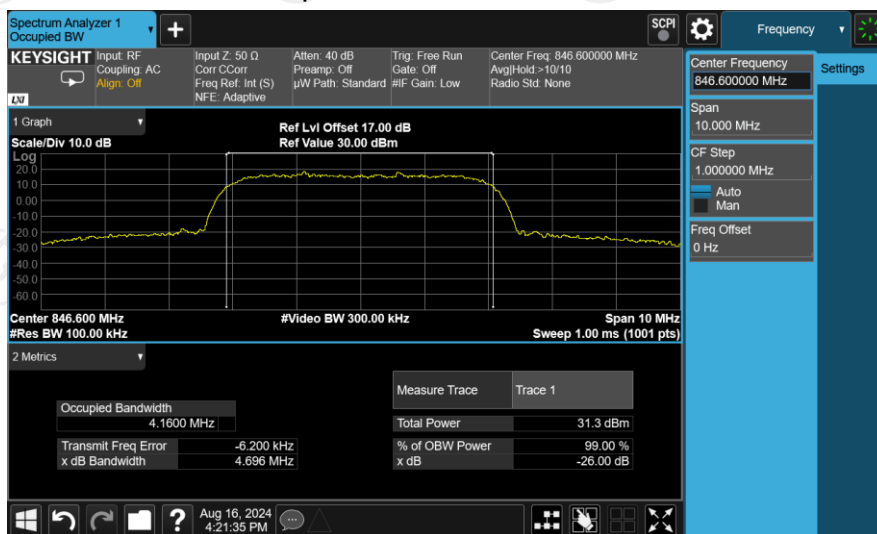 Spectrum Analyzer 1
Occupied BW
+
SCPI
Frequency
KEYSIGHT
LXI
Input: RF
Coupling: AC
Align: Off
Input Z: 50 Ω
Corr CCorr
Freq Ref: Int (S)
NFE: Adaptive
Atten: 40 dB
Preamp: Off
µW Path: Standard
Trig: Free Run
Gate: Off
#IF Gain: Low
Center Freq: 846.600000 MHz
Avg|Hold:>10/10
Radio Std: None
Center Frequency
846.600000 MHz
Settings
Span
10.000 MHz
CF Step
1.000000 MHz
Auto
Man
Freq Offset
0 Hz
1 Graph
Scale/Div 10.0 dB
Ref Lvl Offset 17.00 dB
Ref Value 30.00 dBm
Log
20.0
10.0
0.00
-10.0
-20.0
-30.0
-40.0
-50.0
-60.0
Center 846.600 MHz
#Video BW 300.00 kHz
Span 10 MHz
#Res BW 100.00 kHz
Sweep 1.00 ms (1001 pts)
2 Metrics
Measure Trace Trace 1
Occupied Bandwidth
4.1600 MHz
Total Power 31.3 dBm
Transmit Freq Error -6.200 kHz
% of OBW Power 99.00 %
x dB Bandwidth 4.696 MHz
x dB -26.00 dB
?
Aug 16, 2024
4:21:35 PM